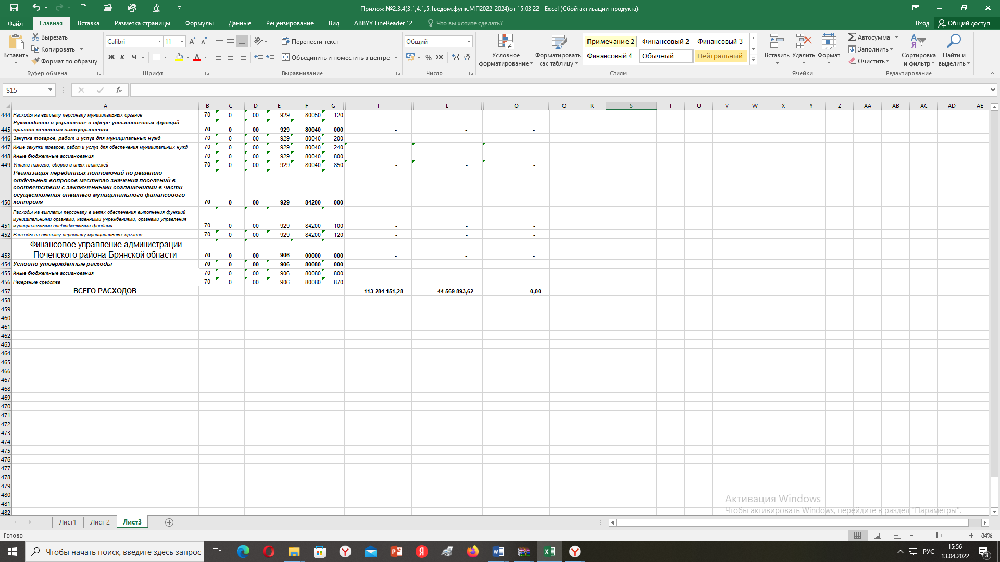 Прилож.№2.3.4(3.1,4.1,5.1ведом,функ,МП2022-2024)от 15.03 22 - Excel (Сбой активации продукта)
Файл Главная Вставка Разметка страницы Формулы Данные Рецензирование Вид ABBYY FineReader 12 Что вы хотите сделать? Вход Общий доступ
Вставить Вырезать Копировать Формат по образцу Буфер обмена
Calibri 11 Ж К Ч Шрифт
Перенести текст Объединить и поместить в центре Выравнивание
Общий % 000 Число
Условное форматирование Форматировать как таблицу
Примечание 2 Финансовый 2 Финансовый 3
Финансовый 4 Обычный Нейтральный
Стили
Вставить Удалить Формат Ячейки
Автосумма Заполнить Очистить Сортировка и фильтр Найти и выделить Редактирование
S15 fx
A B C D E F G I L O Q R S T U V W X Y Z AA AB AC AD AE
444 Расходы на выплату персоналу муниципальных органов 70 0 00 929 80050 120 - - -
Руководство и управление в сфере установленных функций
445 органов местного самоуправления 70 0 00 929 80040 000 - - -
446 Закупка товаров, работ и услуг для муниципальных нужд 70 0 00 929 80040 200 - - -
447 Иные закупки товаров, работ и услуг для обеспечения муниципальных нужд 70 0 00 929 80040 240 - - -
448 Иные бюджетные ассигнования 70 0 00 929 80040 800 - - -
449 Уплата налогов, сборов и иных платежей 70 0 00 929 80040 850 - - -
Реализация переданных полномочий по решению
отдельных вопросов местного значения поселений в
соответствии с заключенными соглашениями в части
осуществления внешнего муниципального финансового
450 контроля 70 0 00 929 84200 000 - - -
Расходы на выплаты персоналу в целях обеспечения выполнения функций
муниципальными органами, казенными учреждениями, органами управления
451 муниципальными внебюджетными фондами 70 0 00 929 84200 100 - - -
452 Расходы на выплату персоналу муниципальных органов 70 0 00 929 84200 120 - - -
Финансовое управление администрации
453 Почепского района Брянской области 70 0 00 906 00000 000 - - -
454 Условно утвержденные расходы 70 0 00 906 80080 000 - - -
455 Иные бюджетные ассигнования 70 0 00 906 80080 800 - - -
456 Резервные средства 70 0 00 906 80080 870 - - -
457 ВСЕГО РАСХОДОВ 113 284 151,28 44 569 893,62 - 0,00
458
459
460
461
462
463
464
465
466
467
468
469
470
471
472
473
474
475
476
477
478
479
480
481
482
Активация Windows
Чтобы активировать Windows, перейдите в раздел "Параметры".
Лист1 Лист 2 Лист3
Готово 84%
Чтобы начать поиск, введите здесь запрос
РУС 15:56
13.04.2022 3